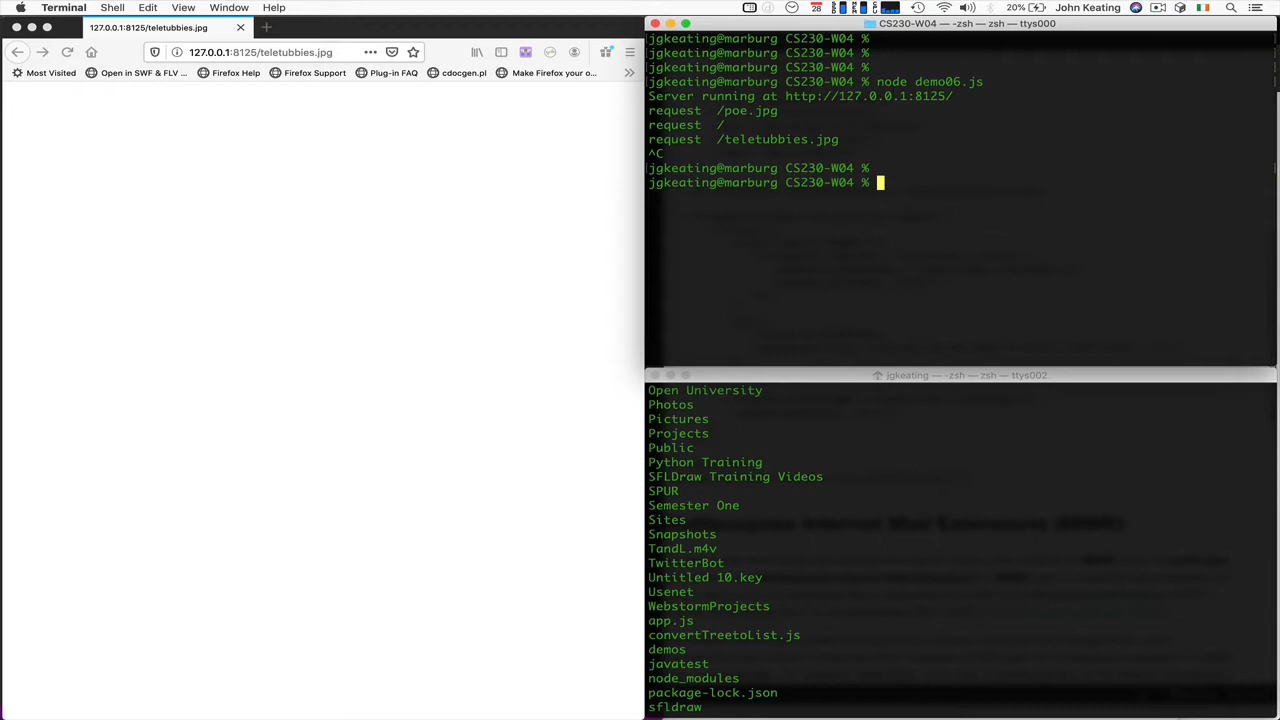 Terminal Shell Edit View Window Help
28
20%
John Keating
127.0.0.1:8125/teletubbies.jpg
127.0.0.1:8125/teletubbies.jpg
Most Visited Open in SWF & FLV ... Firefox Help Firefox Support Plug-in FAQ cdocgen.pl Make Firefox your o...
CS230-W04 — -zsh — zsh — ttys000
jgkeating@marburg CS230-W04 %
jgkeating@marburg CS230-W04 %
jgkeating@marburg CS230-W04 %
jgkeating@marburg CS230-W04 % node demo06.js
Server running at http://127.0.0.1:8125/
request /poe.jpg
request /
request /teletubbies.jpg
^C
jgkeating@marburg CS230-W04 %
jgkeating@marburg CS230-W04 %
jgkeating — -zsh — zsh — ttys002
Open University
Photos
Pictures
Projects
Public
Python Training
SFLDraw Training Videos
SPUR
Semester One
Sites
Snapshots
TandL.m4v
TwitterBot
Untitled 10.key
Usenet
WebstormProjects
app.js
convertTreetoList.js
demos
javatest
node_modules
package-lock.json
sfldraw